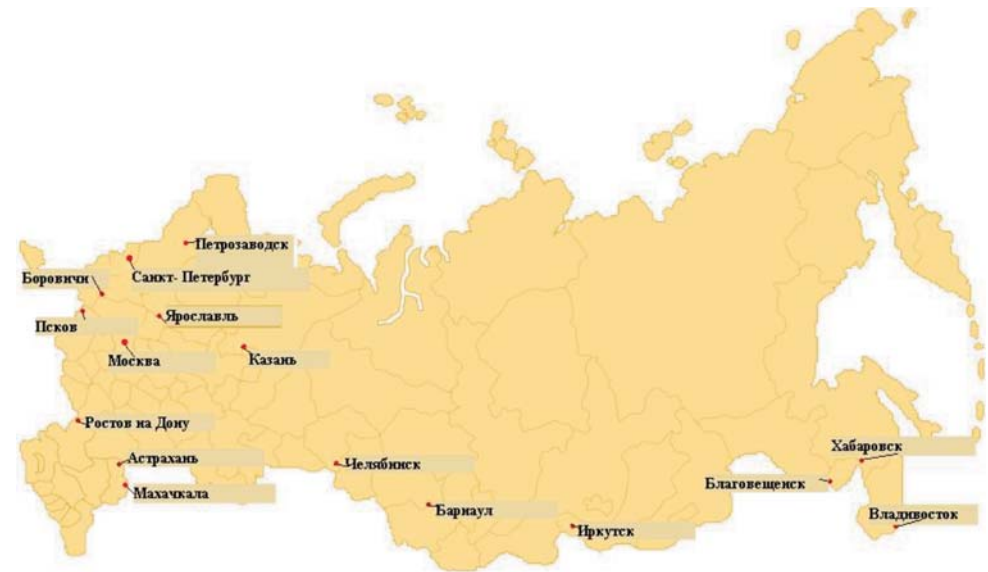 Петрозаводск
Санкт- Петербург
Боровичи
Ярославль
Псков
Москва
Казань
Ростов на Дону
Хабаровск
Астрахань
Челябинск
Благовещенск
Махачкала
Барнаул
Владивосток
Иркутск